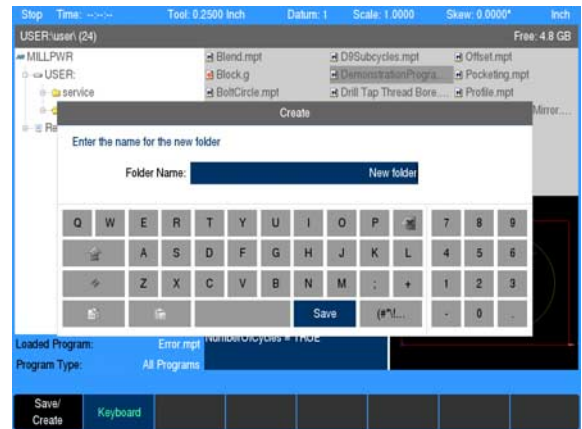 Stop Time: --:--:-- Tool: 0.2500 Inch Datum: 1 Scale: 1.0000 Skew: 0.0000° Inch
USER:\user\ (24) Free: 4.8 GB
MILLPWR Blend.mpt D9Subcycles.mpt Offset.mpt
USER: Block.g DemonstrationProgra... Pocketing.mpt
service BoltCircle.mpt Drill Tap Thread Bore.... Profile.mpt
Mirror....
Create
Enter the name for the new folder
Folder Name: New folder
Q W E R T Y U I O P 7 8 9
A S D F G H J K L 4 5 6
Z X C V B N M ; + 1 2 3
Save (#"\!... - 0 .
Loaded Program: Error.mpt NumberOfCycles = TRUE
Program Type: All Programs
Save/
Create Keyboard